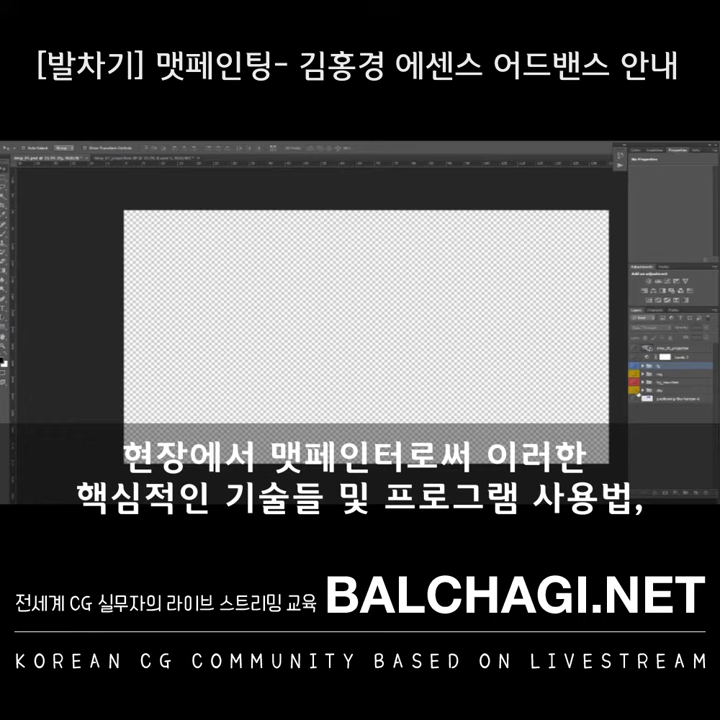 [발차기] 맷페인팅- 김홍경 에센스 어드밴스 안내
현장에서 맷페인터로써 이러한
핵심적인 기술들 및 프로그램 사용법,
전세계 CG 실무자의 라이브 스트리밍 교육 BALCHAGI.NET
KOREAN CG COMMUNITY BASED ON LIVESTREAM